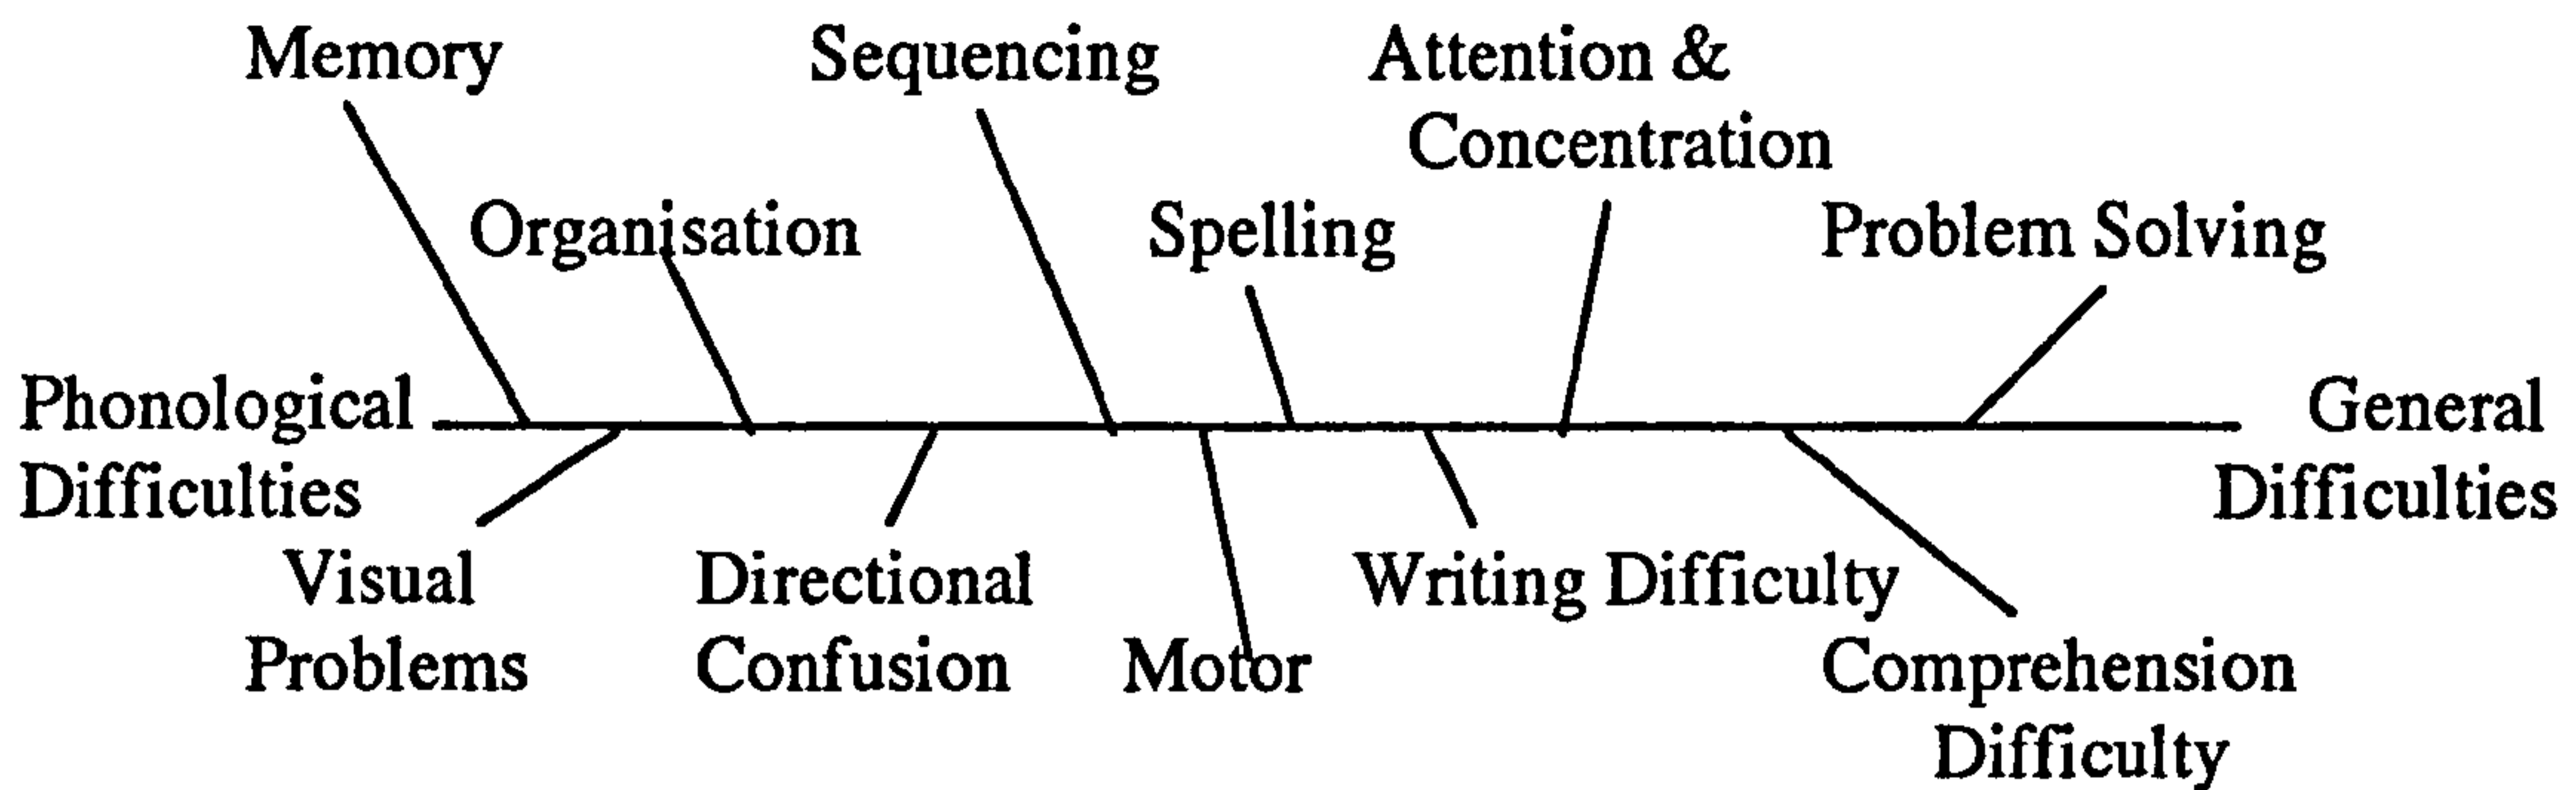 Memory
Sequencing
Attention &
Concentration
Organisation
Spelling
Problem Solving
Phonological
Difficulties
General
Difficulties
Visual
Problems
Directional
Confusion
Motor
Writing Difficulty
Comprehension
Difficulty